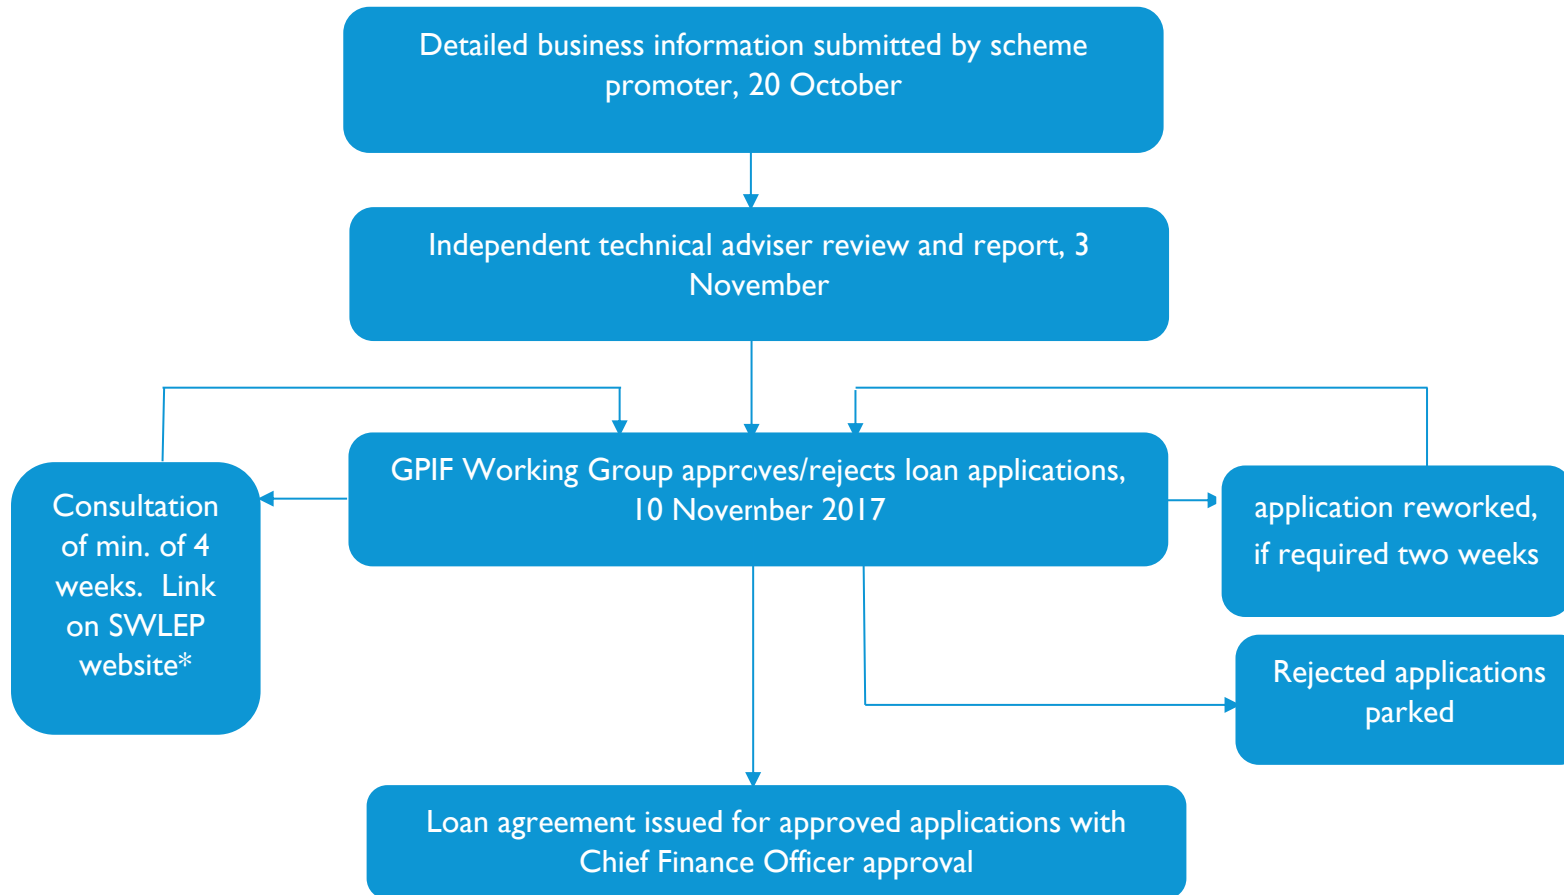 Detailed business information submitted by scheme
promoter, 20 October
Independent technical adviser review and report, 3
November
GPIF Working Group approves/rejects loan applications,
10 November 2017
Consultation
of min. of 4
weeks.  Link
on SWLEP
website*
application reworked,
if required two weeks
Rejected applications
parked
Loan agreement issued for approved applications with
Chief Finance Officer approval